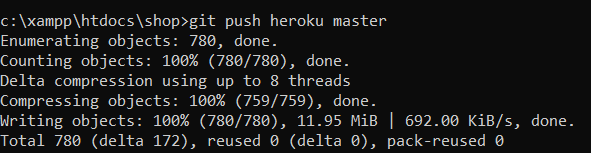 c:\xampp\htdocs\shop>git push heroku master
Enumerating objects: 780, done.
Counting objects: 100% (780/780), done.
Delta compression using up to 8 threads
Compressing objects: 100% (759/759), done.
Writing objects: 100% (780/780), 11.95 MiB | 692.00 KiB/s, done.
Total 780 (delta 172), reused 0 (delta 0), pack-reused 0